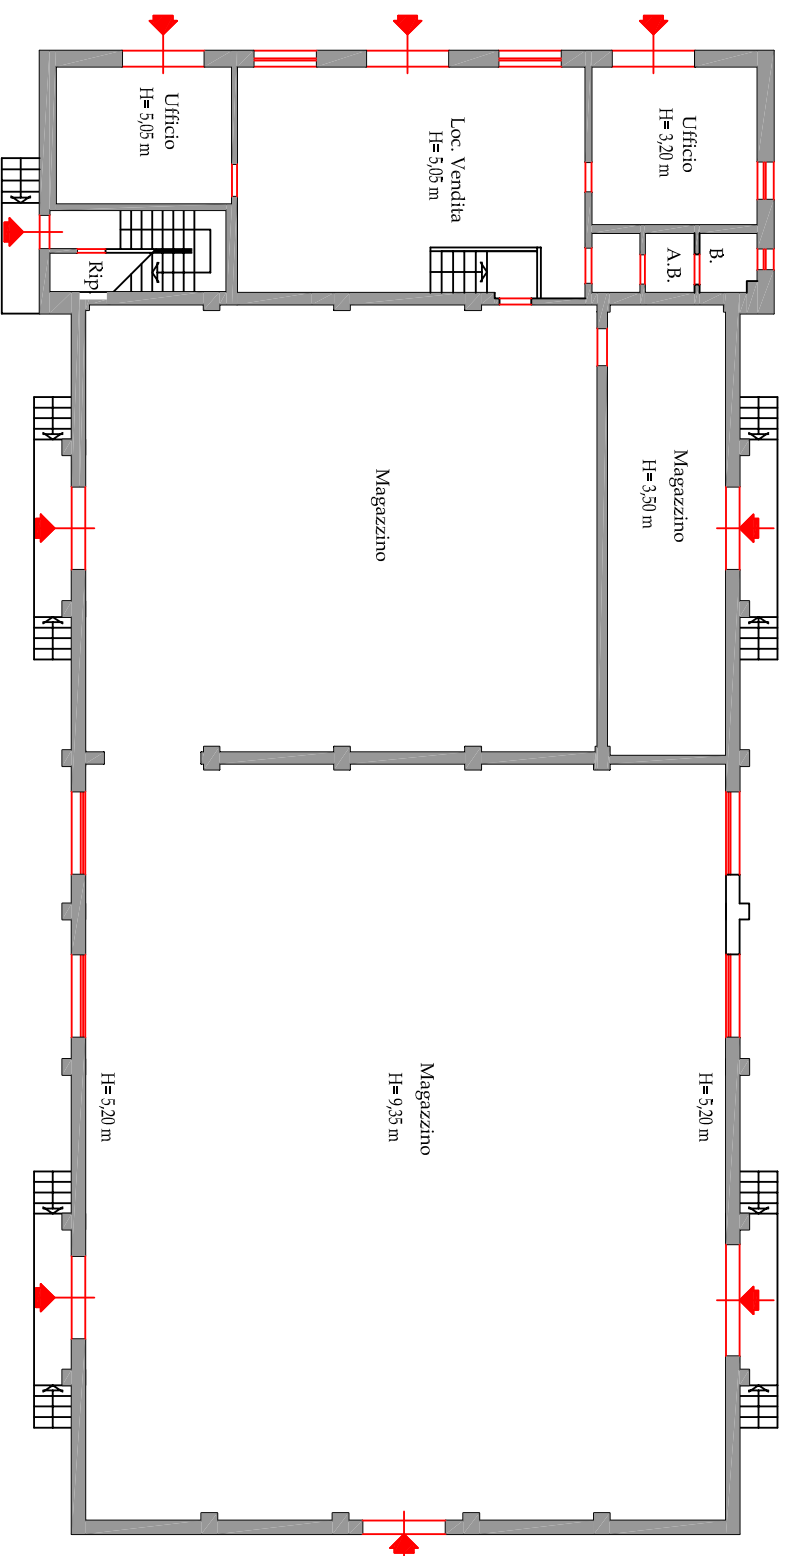 Ufficio
H= 5,05 m
Loc. Vendita
H= 5,05 m
Ufficio
H= 3,20 m
A.B.
B.
Rip.
Magazzino
Magazzino
H= 3,50 m
H= 5,20 m
Magazzino
H= 9,35 m
H= 5,20 m